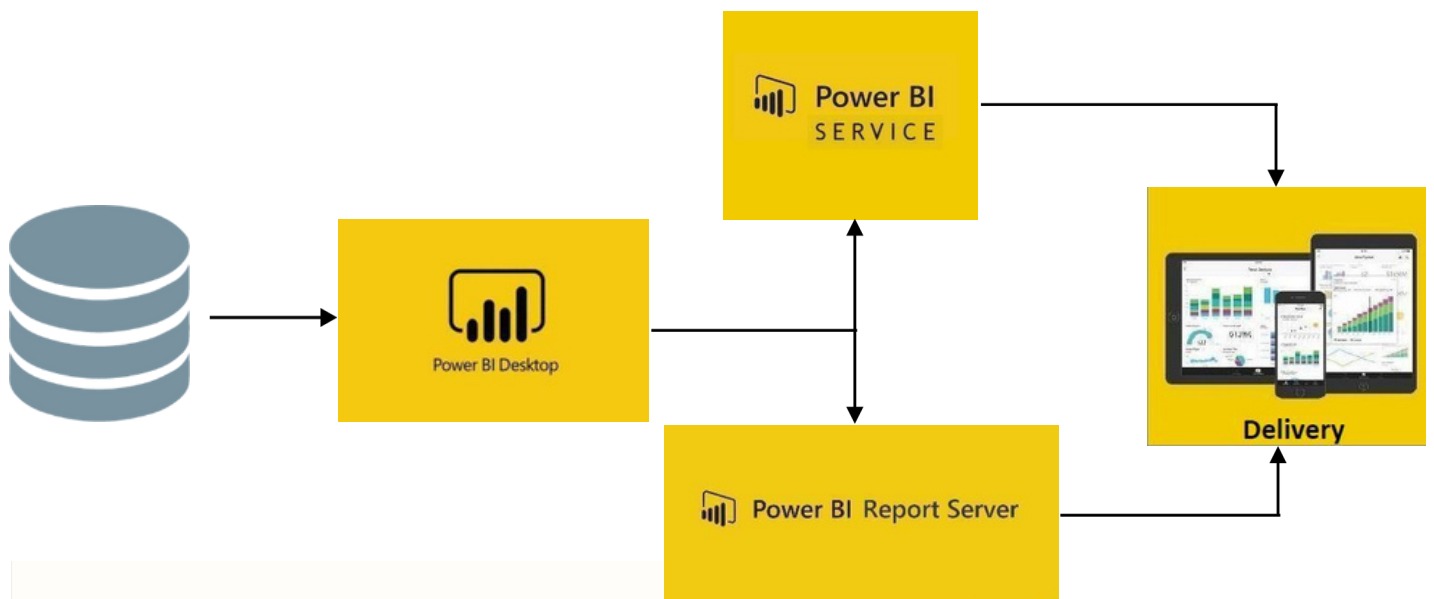 Power BI
SERVICE
Power BI Desktop
Power BI Report Server
Delivery